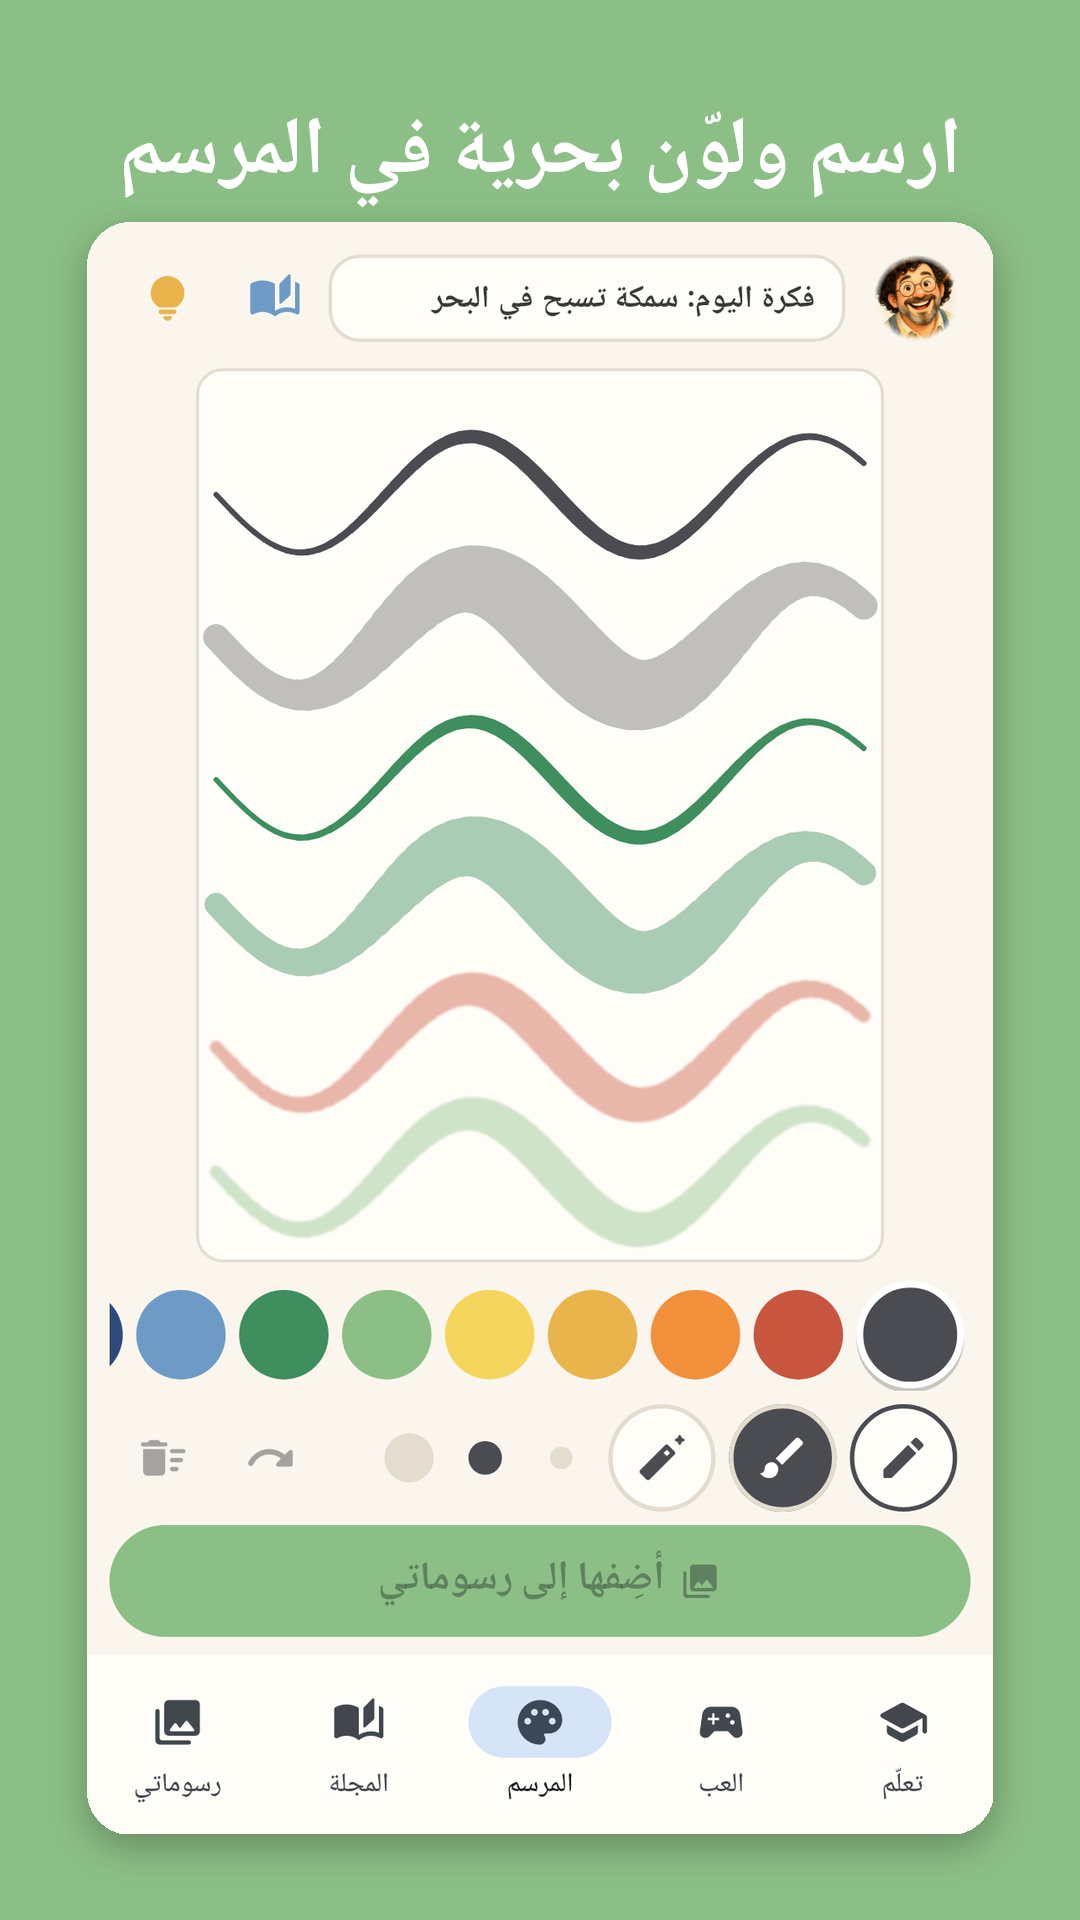 ارسم ولوّن بحرية في المرسم
فكرة اليوم: سمكة تسبح في البحر
أضِفها إلى رسوماتي
تعلّم
العب
المرسم
المجلة
رسوماتي